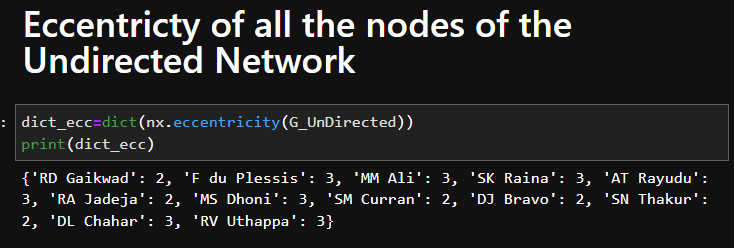 Eccentricty of all the nodes of the
Undirected Network
:
dict_ecc=dict(nx.eccentricity(G_UnDirected))
print(dict_ecc)
{'RD Gaikwad': 2, 'F du Plessis': 3, 'MM Ali': 3, 'SK Raina': 3, 'AT Rayudu':
3, 'RA Jadeja': 2, 'MS Dhoni': 3, 'SM Curran': 2, 'DJ Bravo': 2, 'SN Thakur':
2, 'DL Chahar': 3, 'RV Uthappa': 3}